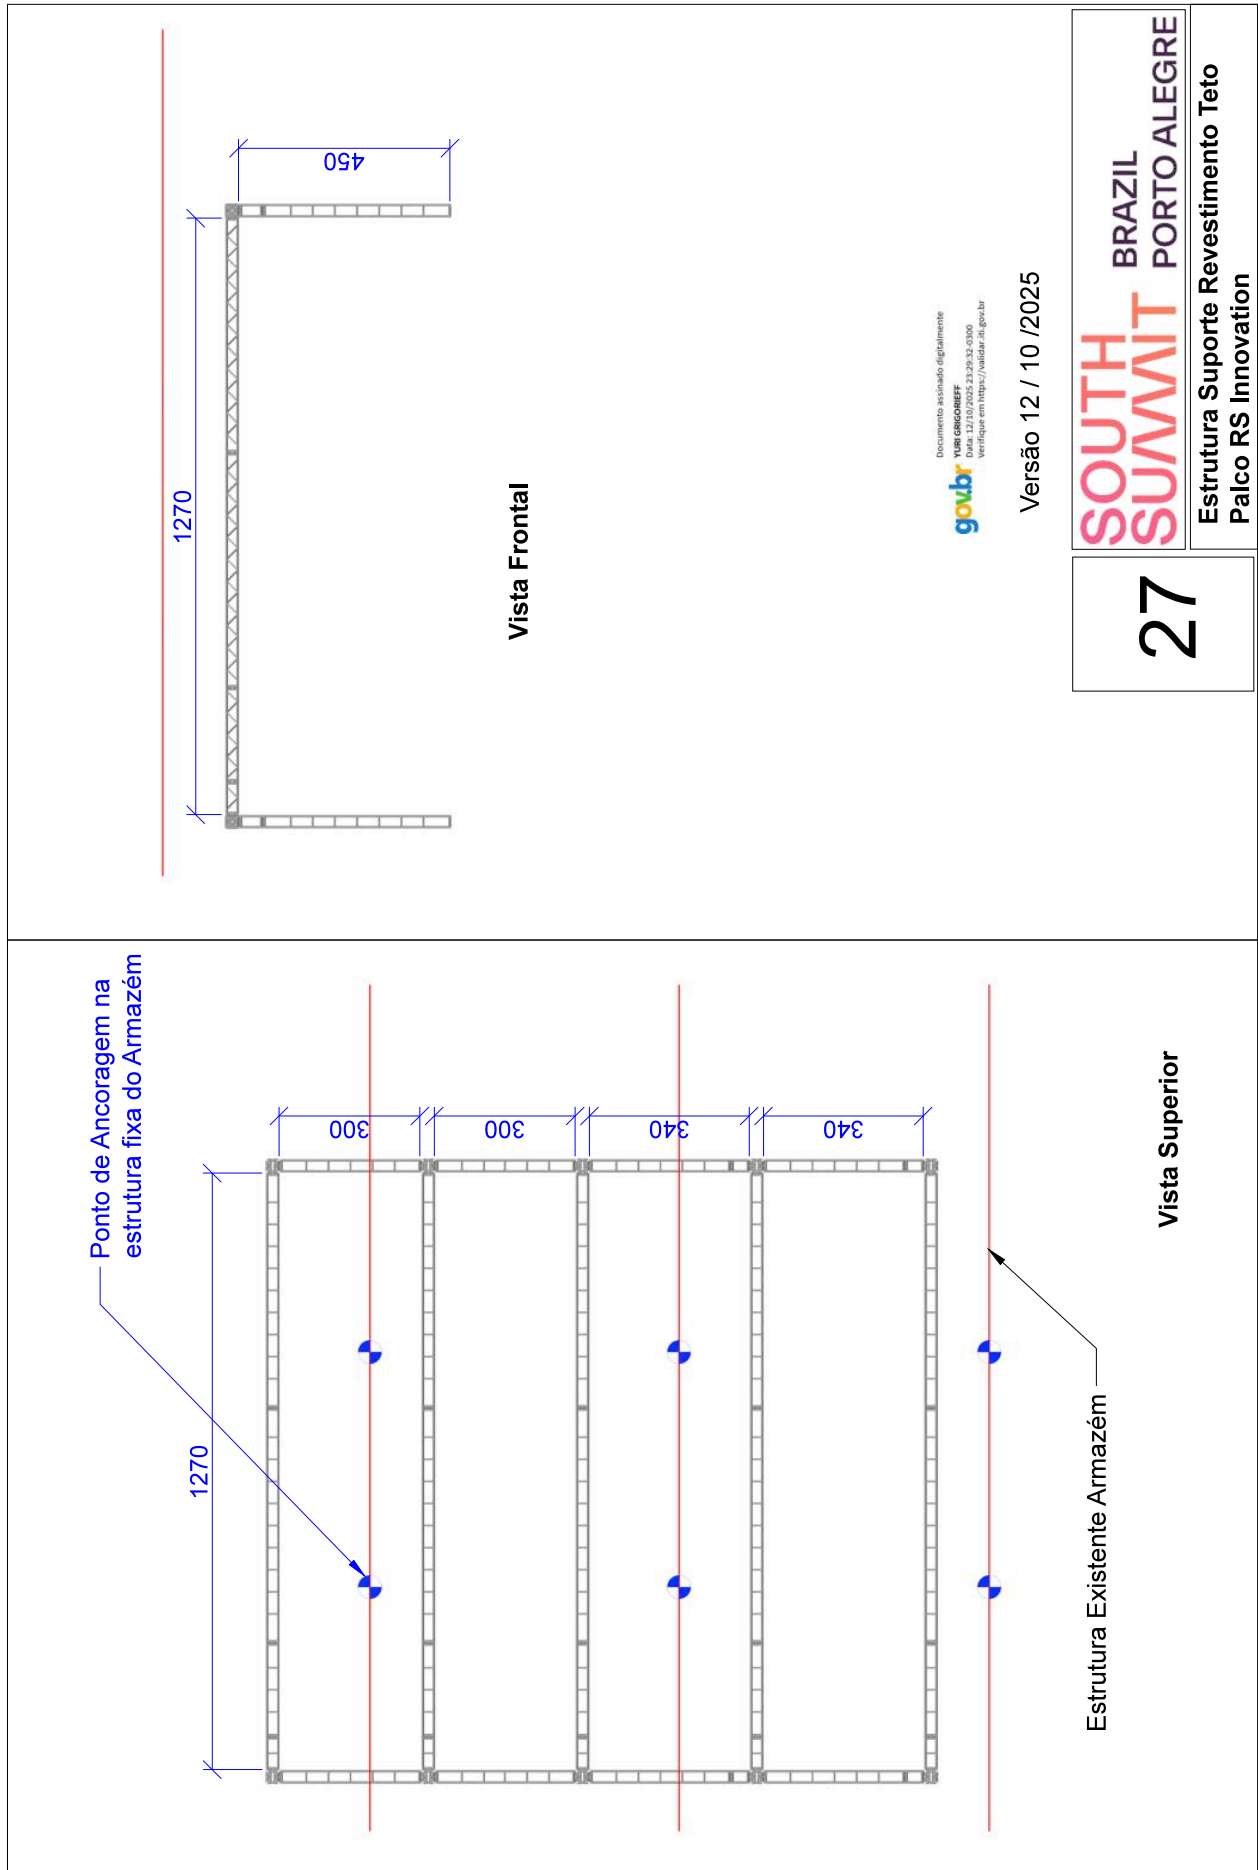 Ponto de Ancoragem na
estrutura fixa do Armazém
1270
300
300
340
340
Estrutura Existente Armazém
Vista Superior
1270
450
Vista Frontal
Documento assinado digitalmente
gov.br
YURI GRIGORIEFF
Data: 12/10/2025 23:29:32-0300
Verifique em https://validar.iti.gov.br
Versão 12 / 10 /2025
27
SOUTH
SUMMIT
BRAZIL
PORTO ALEGRE
Estrutura Suporte Revestimento Teto
Palco RS Innovation